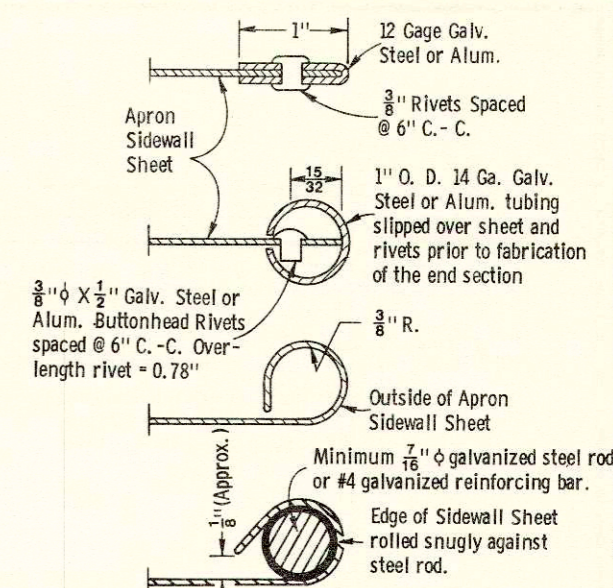 1"
12 Gage Galv.
Steel or Alum.
3/8" Rivets Spaced
@ 6" C.- C.
Apron
Sidewall
Sheet
15/32
1" O. D. 14 Ga. Galv.
Steel or Alum. tubing
slipped over sheet and
rivets prior to fabrication
of the end section
3/8" ϕ X 1/2" Galv. Steel or
Alum. Buttonhead Rivets
spaced @ 6" C. -C. Over-
length rivet = 0.78"
3/8" R.
Outside of Apron
Sidewall Sheet
1/8" (Approx.)
Minimum 7/16" ϕ galvanized steel rod
or #4 galvanized reinforcing bar.
Edge of Sidewall Sheet
rolled snugly against
steel rod.